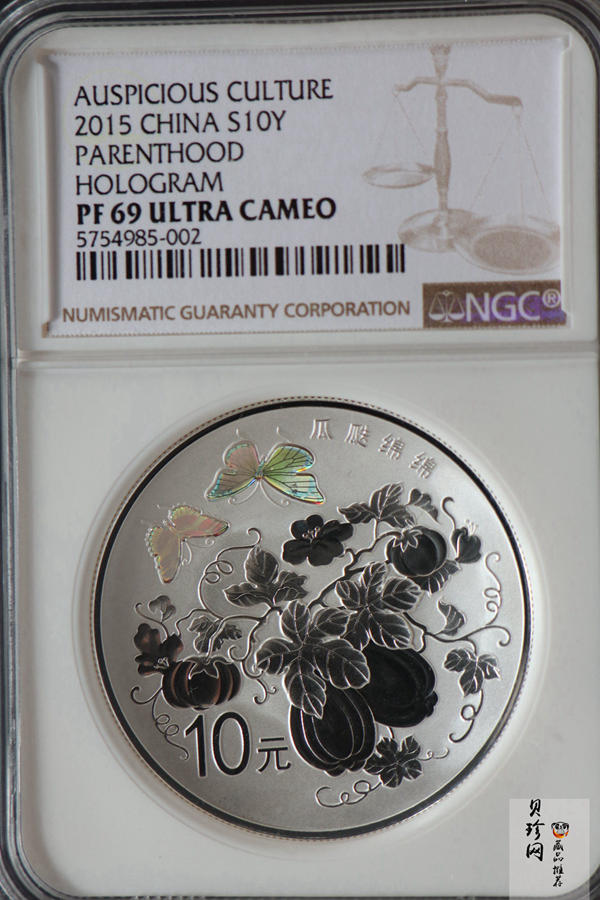 AUSPICIOUS CULTURE
2015 CHINA S10Y
PARENTHOOD
HOLOGRAM
PF 69 ULTRA CAMEO
5754985-002
NUMISMATIC GUARANTY CORPORATION
NGC®
瓜瓞绵绵
10元
贝珍网
藏品推荐